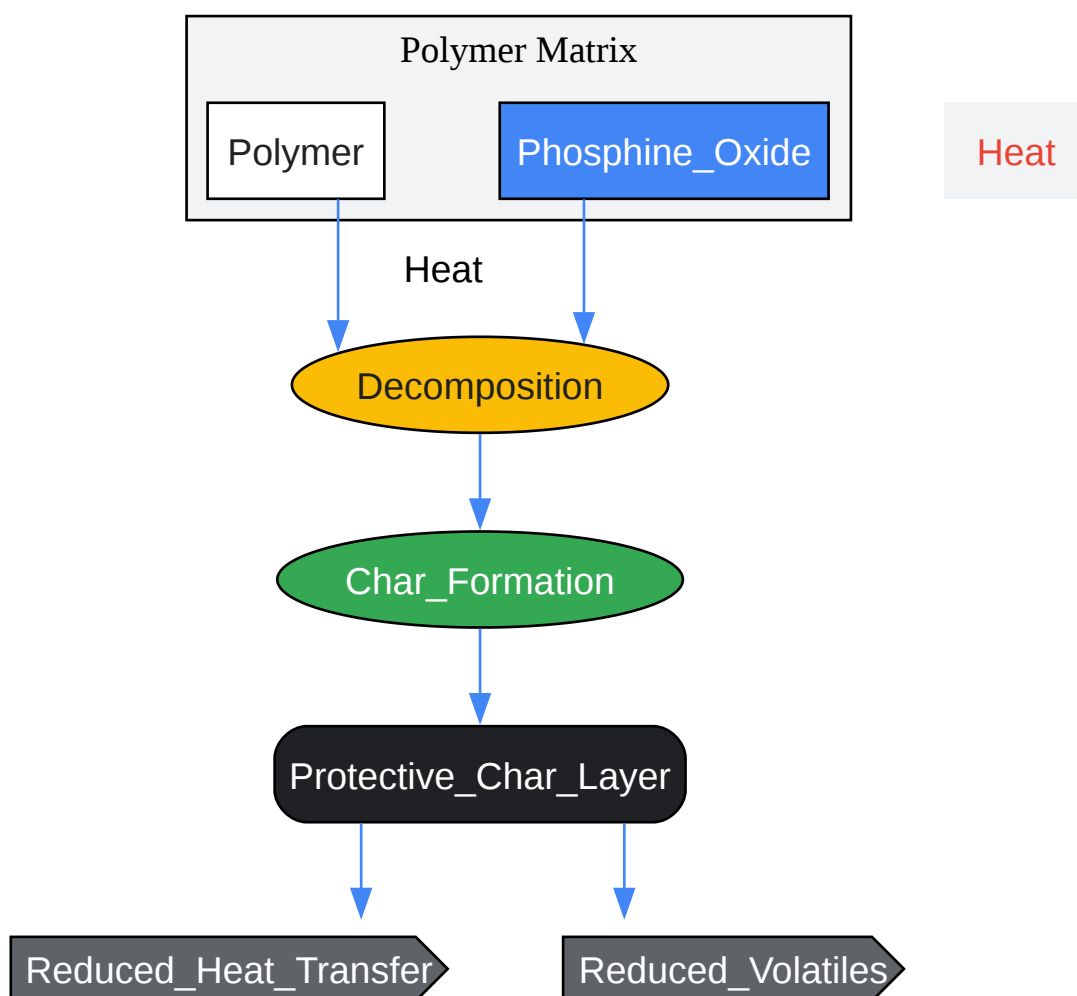 Polymer Matrix
Polymer
Phosphine_Oxide
Heat
Heat
Decomposition
Char_Formation
Protective_Char_Layer
Reduced_Heat_Transfer
Reduced_Volatiles